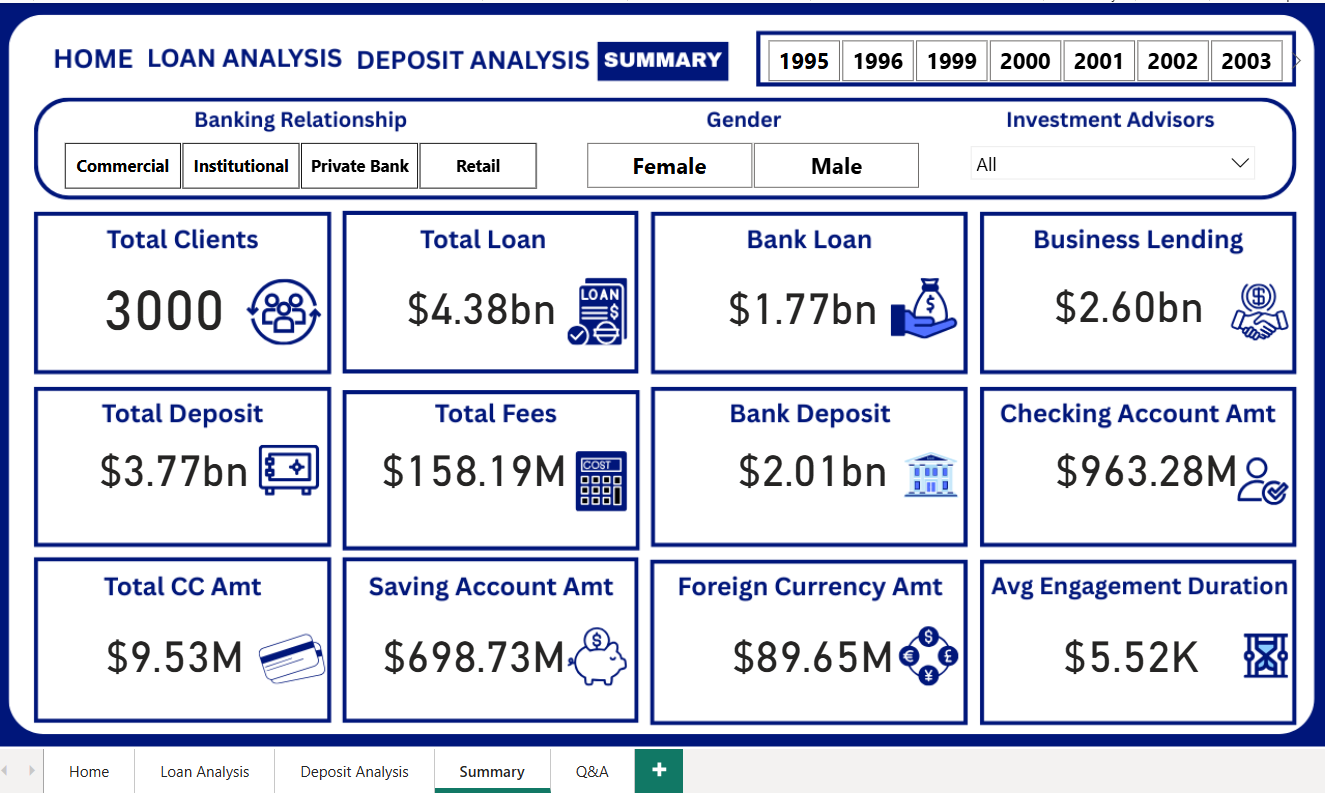 HOME LOAN ANALYSIS DEPOSIT ANALYSIS SUMMARY 1995 1996 1999 2000 2001 2002 2003
Banking Relationship Gender Investment Advisors
Commercial Institutional Private Bank Retail Female Male All
Total Clients Total Loan Bank Loan Business Lending
3000 $4.38bn $1.77bn $2.60bn
LOAN
$
$
$
Total Deposit Total Fees Bank Deposit Checking Account Amt
$3.77bn $158.19M $2.01bn $963.28M
COST
Total CC Amt Saving Account Amt Foreign Currency Amt Avg Engagement Duration
$9.53M $698.73M $89.65M $5.52K
$
$
€ £
¥
Home Loan Analysis Deposit Analysis Summary Q&A +